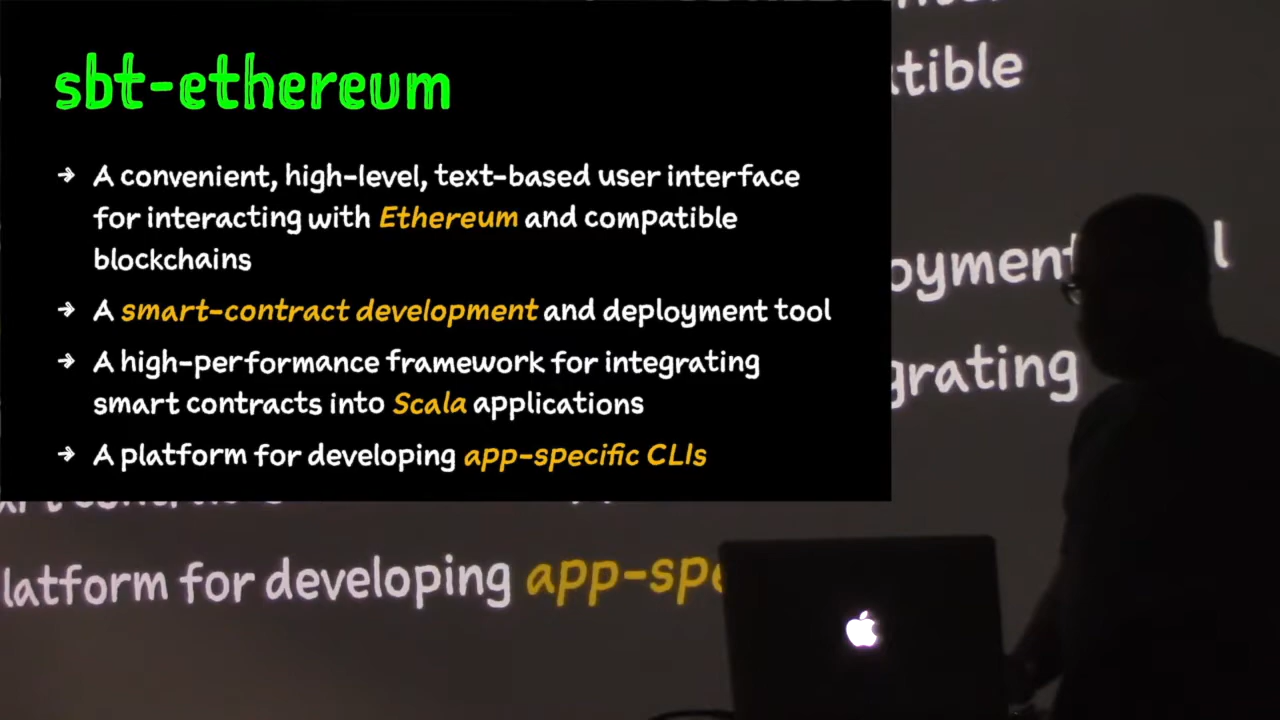 sbt-ethereum
→ A convenient, high-level, text-based user interface
for interacting with Ethereum and compatible
blockchains
→ A smart-contract development and deployment tool
→ A high-performance framework for integrating
smart contracts into Scala applications
→ A platform for developing app-specific CLIs
tible
oyment l
grating
latform for developing app-spe